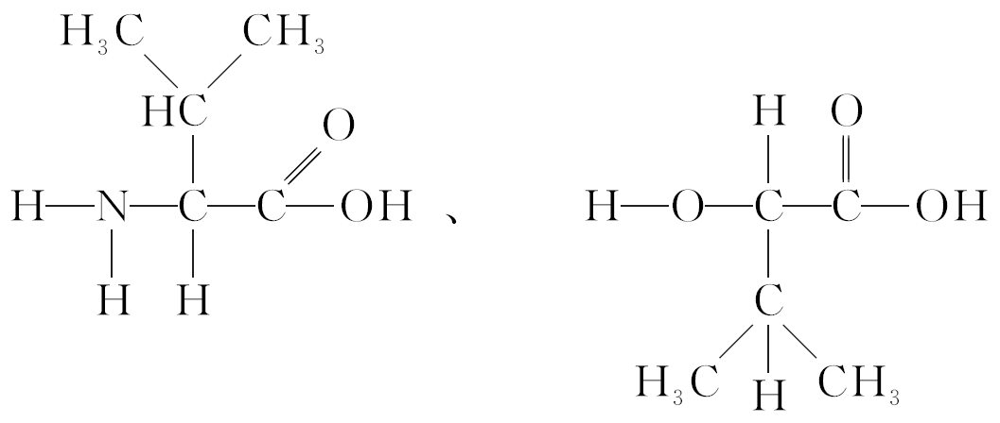 H₃C CH₃
HC
O
H—N—C—C—OH 、
H H
H O
H—O—C—C—OH
C
H₃C H CH₃